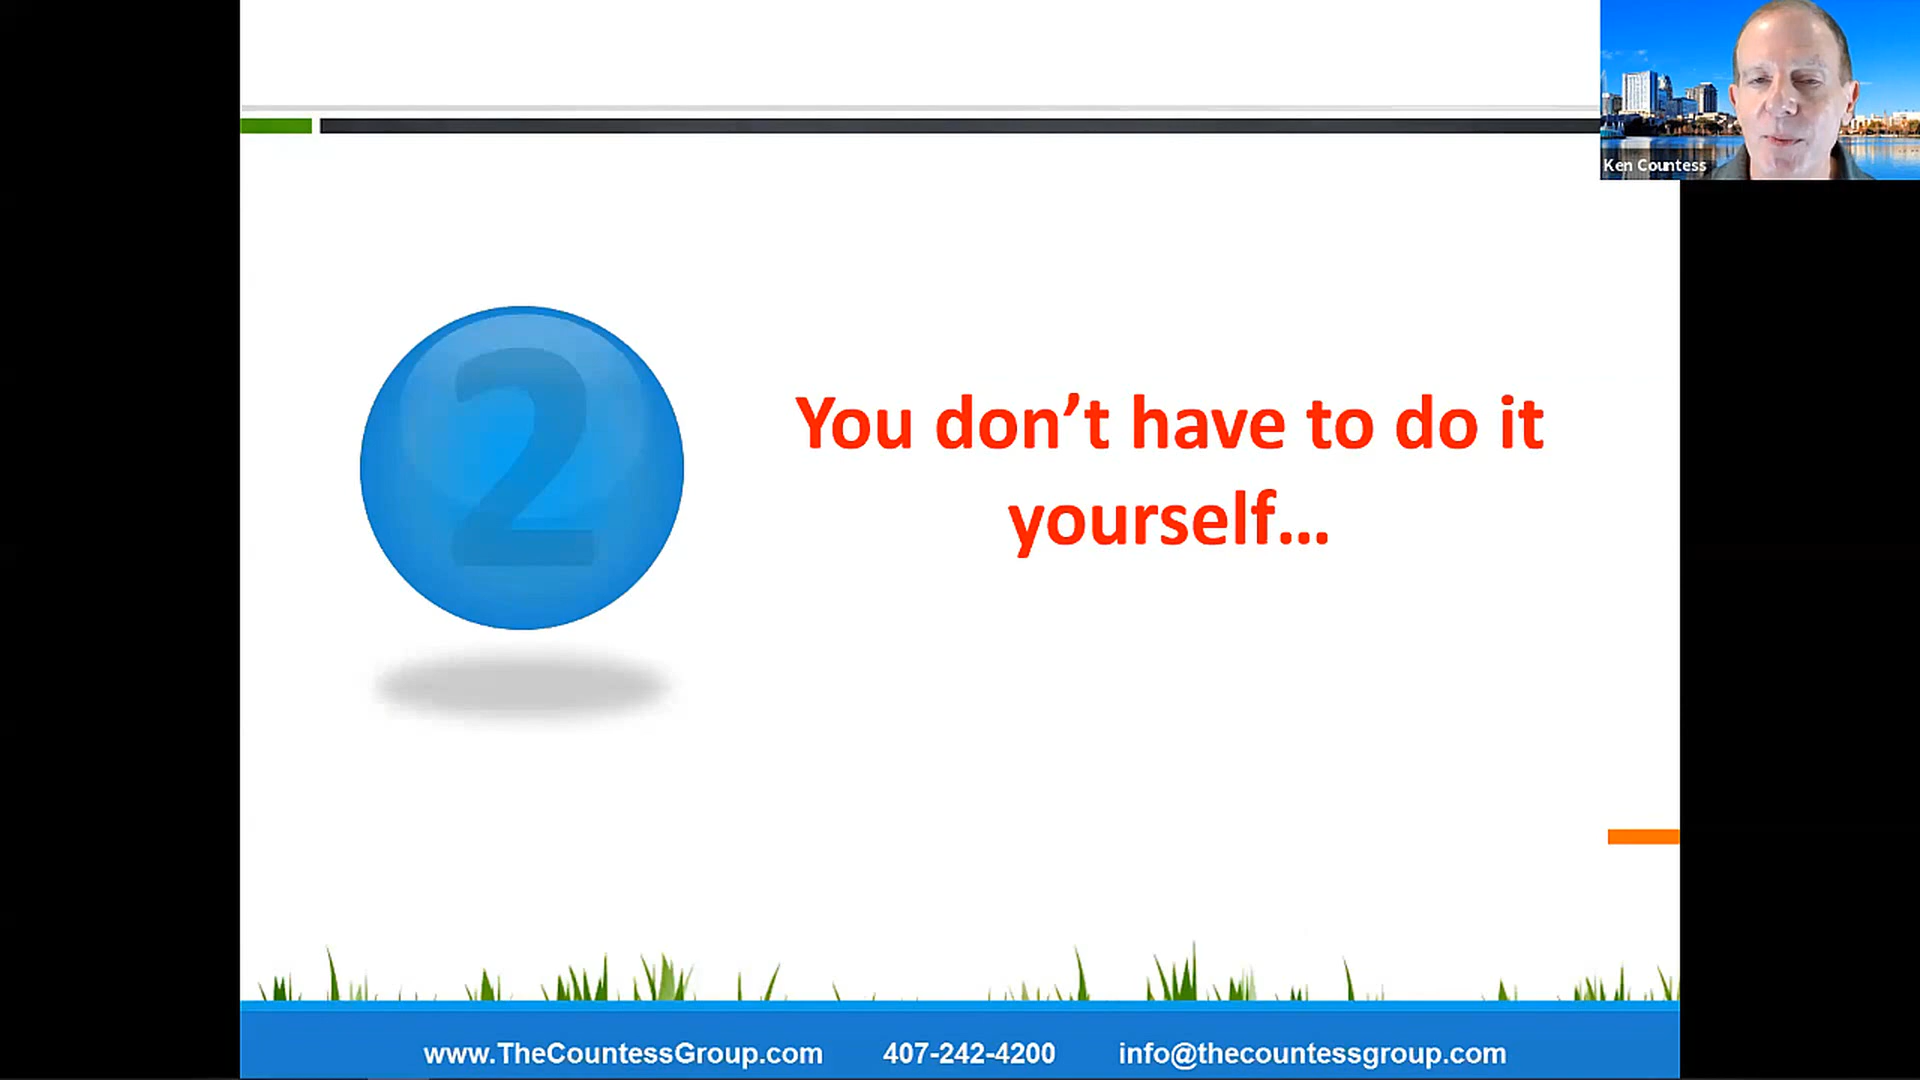 Ken Countess
2
You don’t have to do it
yourself...
www.TheCountessGroup.com 407-242-4200 info@thecountessgroup.com